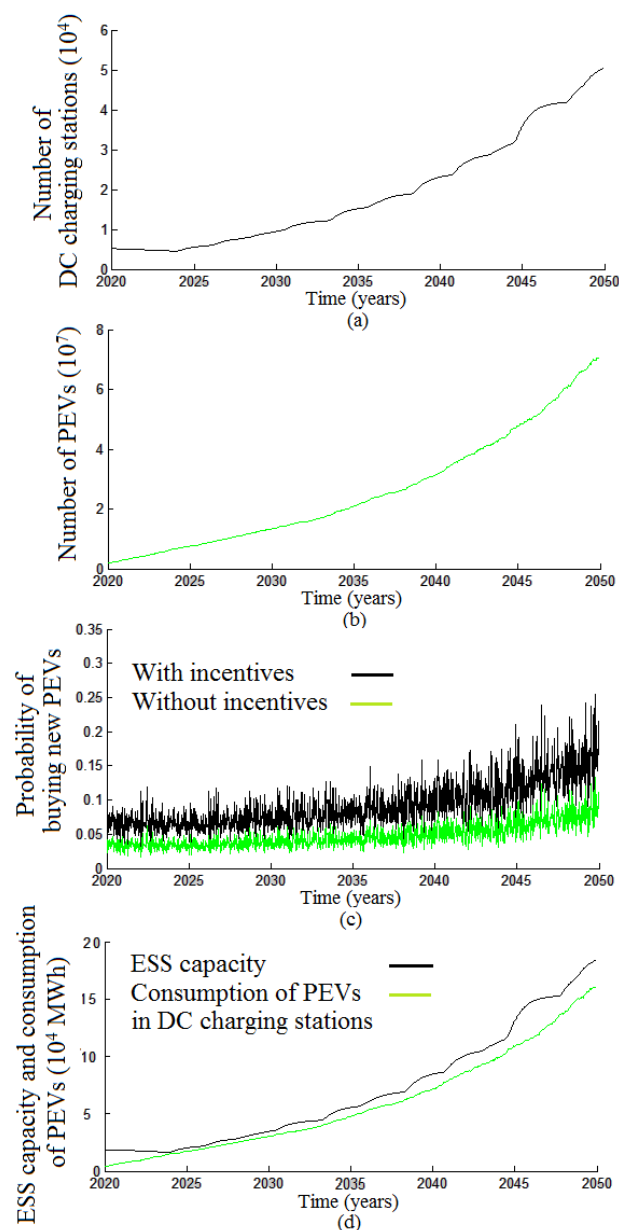 Number of
DC charging stations (10⁴)
6
5
4
3
2
1
0
2020 2025 2030 2035 2040 2045 2050
Time (years)
(a)
Number of PEVs (10⁷)
8
6
4
2
0
2020 2025 2030 2035 2040 2045 2050
Time (years)
(b)
Probability of
buying new PEVs
0.35
0.3
0.25
0.2
0.15
0.1
0.05
0
With incentives
Without incentives
2020 2025 2030 2035 2040 2045 2050
Time (years)
(c)
ESS capacity and consumption
of PEVs (10⁴ MWh)
20
15
10
5
0
ESS capacity
Consumption of PEVs
in DC charging stations
2020 2025 2030 2035 2040 2045 2050
Time (years)
(d)